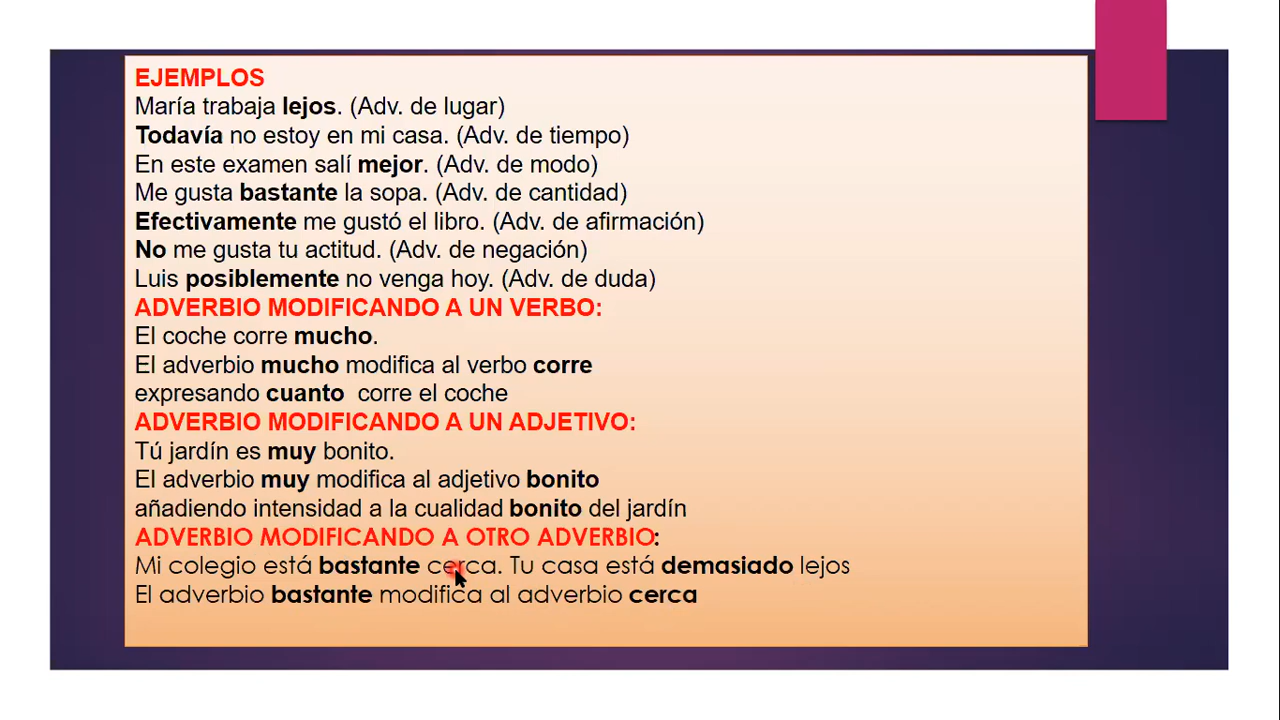 EJEMPLOS
María trabaja lejos. (Adv. de lugar)
Todavía no estoy en mi casa. (Adv. de tiempo)
En este examen salí mejor. (Adv. de modo)
Me gusta bastante la sopa. (Adv. de cantidad)
Efectivamente me gustó el libro. (Adv. de afirmación)
No me gusta tu actitud. (Adv. de negación)
Luis posiblemente no venga hoy. (Adv. de duda)
ADVERBIO MODIFICANDO A UN VERBO:
El coche corre mucho.
El adverbio mucho modifica al verbo corre
expresando cuanto corre el coche
ADVERBIO MODIFICANDO A UN ADJETIVO:
Tú jardín es muy bonito.
El adverbio muy modifica al adjetivo bonito
añadiendo intensidad a la cualidad bonito del jardín
ADVERBIO MODIFICANDO A OTRO ADVERBIO:
Mi colegio está bastante cerca. Tu casa está demasiado lejos
El adverbio bastante modifica al adverbio cerca